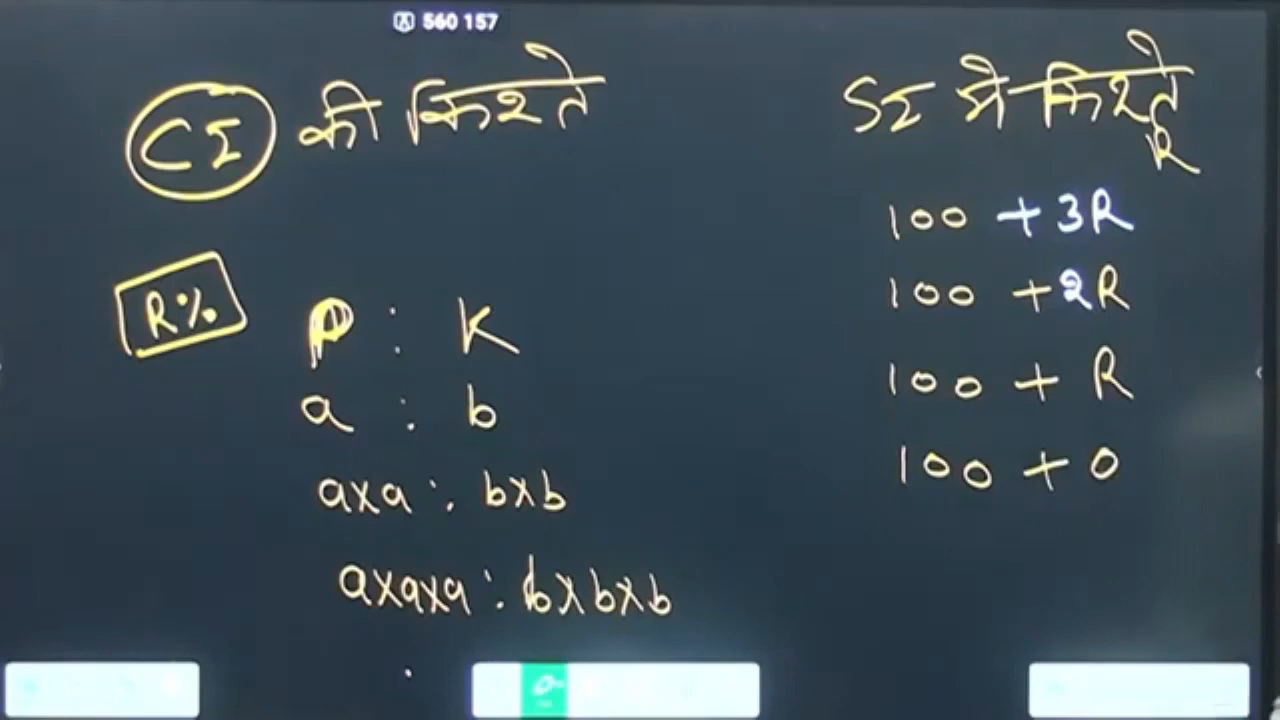 560 157
CI की किश्ते
R%
P : K
a : b
axa : bxb
axaxa : bxbxb
SI मे किश्ते
R
100 + 3R
100 + 2R
100 + R
100 + 0